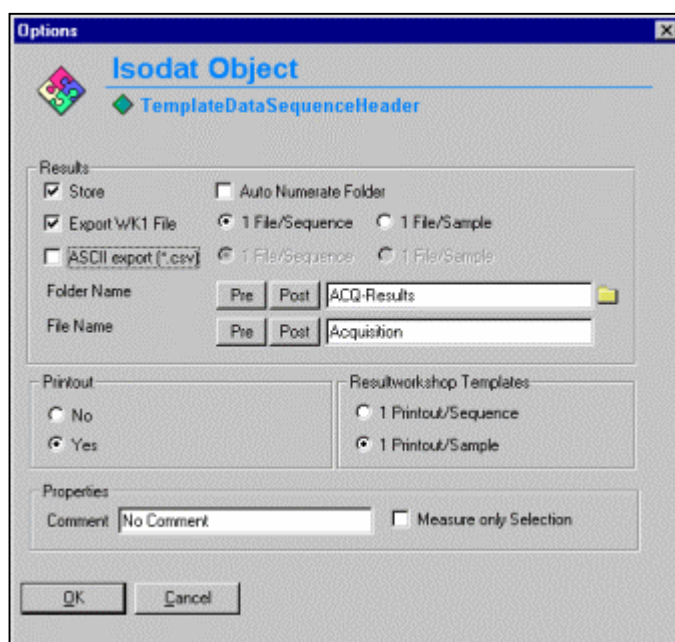 Options
Isodat Object
TemplateDataSequenceHeader
Results
Store Auto Numerate Folder
Export WK1 File 1 File/Sequence 1 File/Sample
ASCII export (*.csv) 1 File/Sequence 1 File/Sample
Folder Name Pre Post ACQ-Results
File Name Pre Post Acquisition
Printout Resultworkshop Templates
No 1 Printout/Sequence
Yes 1 Printout/Sample
Properties
Comment No Comment Measure only Selection
OK Cancel